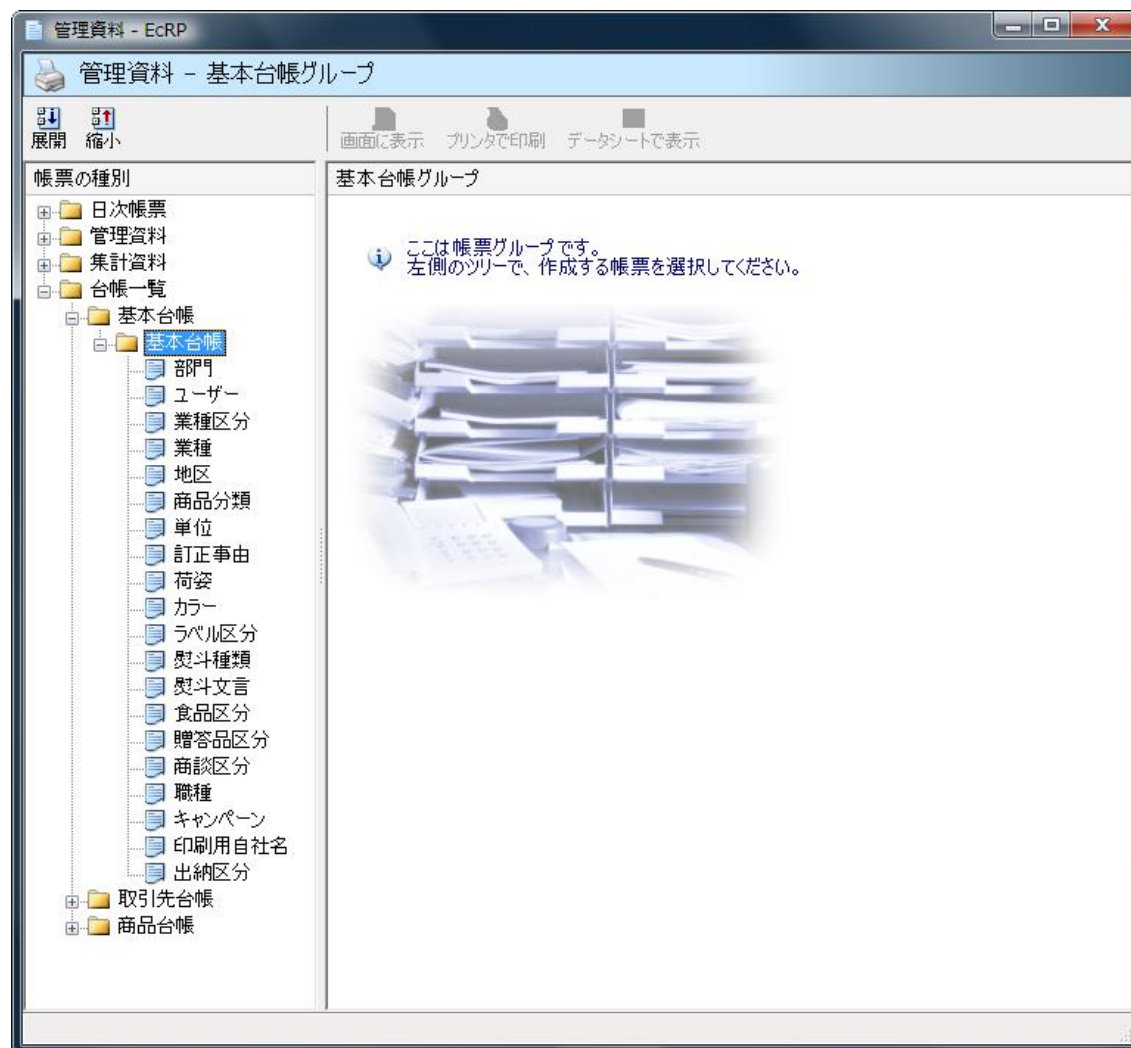 管理資料 - EcRP
管理資料 － 基本台帳グループ
展開 縮小 画面に表示 プリンタで印刷 データシートで表示
帳票の種別
基本台帳グループ
日次帳票
管理資料
集計資料
台帳一覧
基本台帳
基本台帳
部門
ユーザー
業種区分
業種
地区
商品分類
単位
訂正事由
荷姿
カラー
ラベル区分
熨斗種類
熨斗文言
食品区分
贈答品区分
商談区分
職種
キャンペーン
印刷用自社名
出納区分
取引先台帳
商品台帳
ここは帳票グループです。
左側のツリーで、作成する帳票を選択してください。